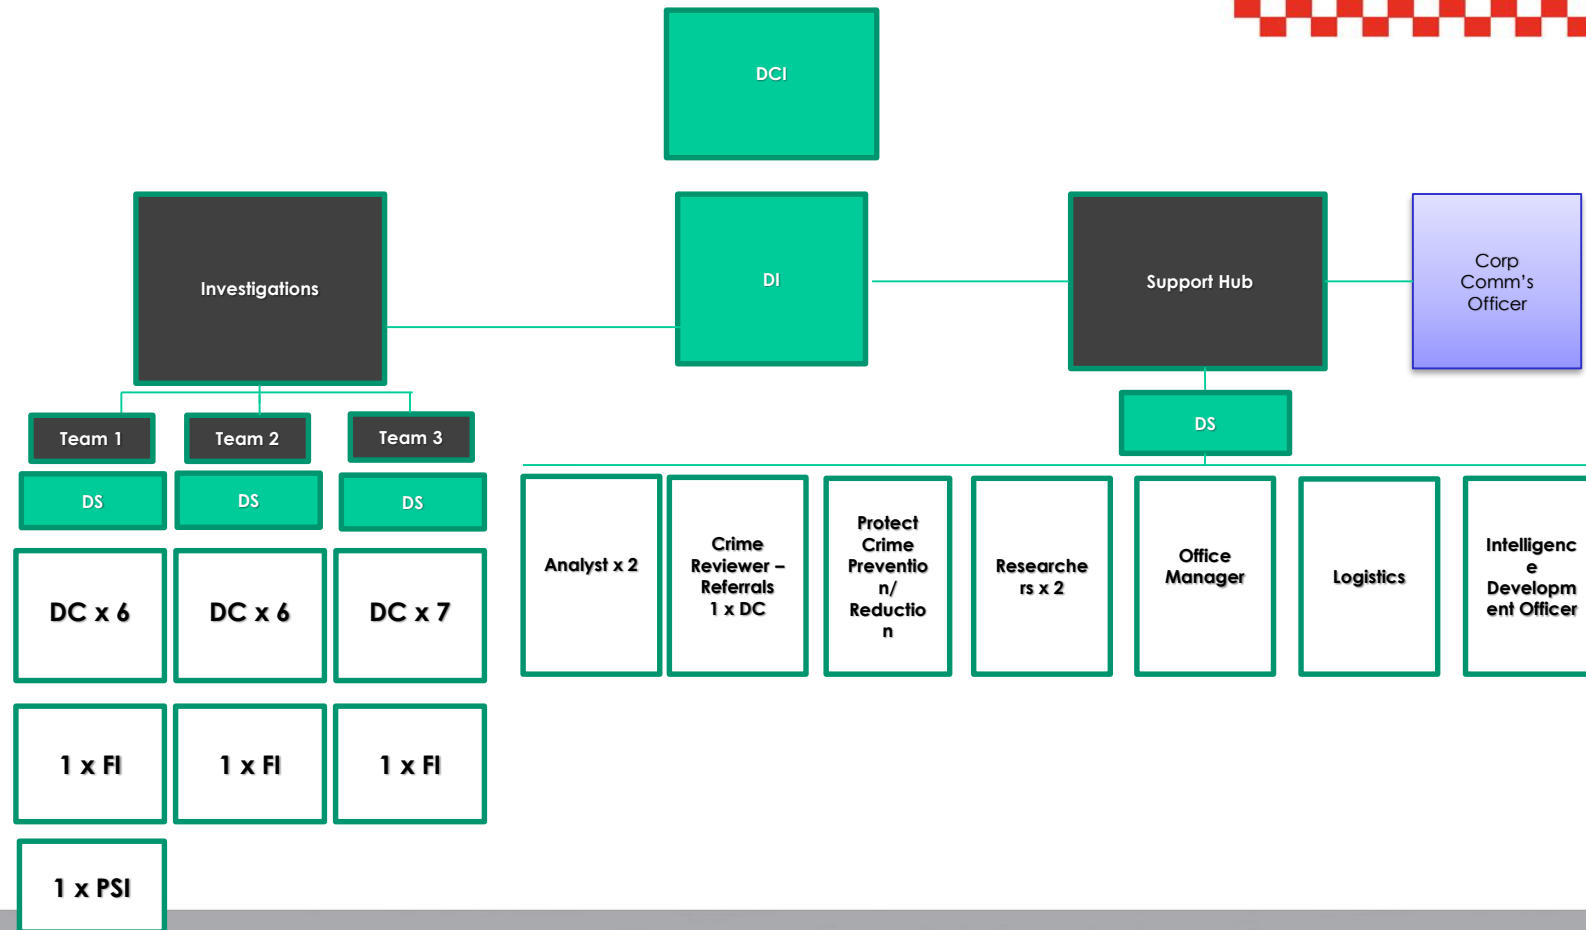 DCI
Investigations
DI
Support Hub
Corp
Comm's
Officer
Team 1
Team 2
Team 3
DS
DS
DS
DS
DC x 6
DC x 6
DC x 7
1 x FI
1 x FI
1 x FI
1 x PSI
Analyst x 2
Crime
Reviewer –
Referrals
1 x DC
Protect
Crime
Preventio
n/
Reductio
n
Researche
rs x 2
Office
Manager
Logistics
Intelligenc
e
Developm
ent Officer